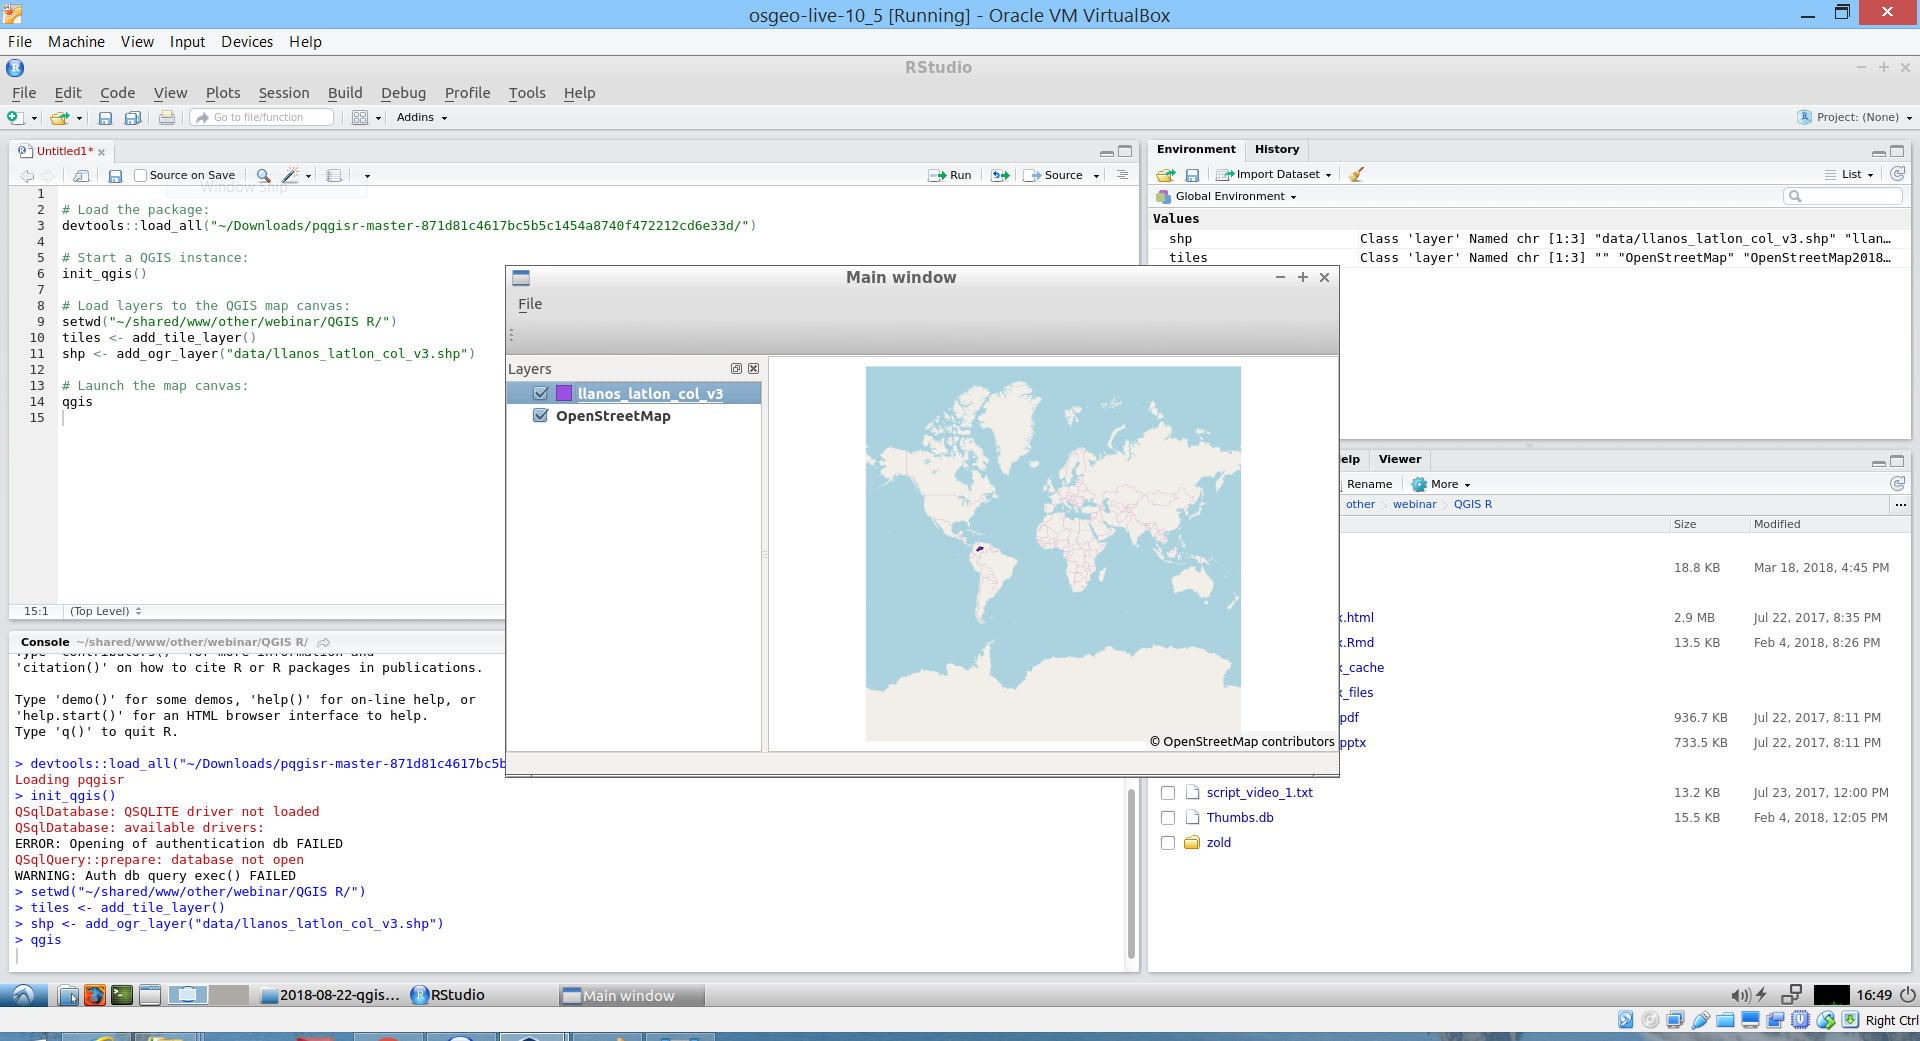 osgeo-live-10_5 [Running] - Oracle VM VirtualBox
File Machine View Input Devices Help
RStudio
File Edit Code View Plots Session Build Debug Profile Tools Help
Go to file/function
Addins
Project: (None)
Untitled1*
Source on Save
Run
Source
Window Snip
1
2 # Load the package:
3 devtools::load_all("~/Downloads/pqgisr-master-871d81c4617bc5b5c1454a8740f472212cd6e33d/")
4
5 # Start a QGIS instance:
6 init_qgis()
7
8 # Load layers to the QGIS map canvas:
9 setwd("~/shared/www/other/webinar/QGIS R/")
10 tiles <- add_tile_layer()
11 shp <- add_ogr_layer("data/llanos_latlon_col_v3.shp")
12
13 # Launch the map canvas:
14 qgis
15
15:1 (Top Level)
Console ~/shared/www/other/webinar/QGIS R/
'citation()' on how to cite R or R packages in publications.
Type 'demo()' for some demos, 'help()' for on-line help, or
'help.start()' for an HTML browser interface to help.
Type 'q()' to quit R.
> devtools::load_all("~/Downloads/pqgisr-master-871d81c4617bc5b
Loading pqgisr
> init_qgis()
QSqlDatabase: QSQLITE driver not loaded
QSqlDatabase: available drivers:
ERROR: Opening of authentication db FAILED
QSqlQuery::prepare: database not open
WARNING: Auth db query exec() FAILED
> setwd("~/shared/www/other/webinar/QGIS R/")
> tiles <- add_tile_layer()
> shp <- add_ogr_layer("data/llanos_latlon_col_v3.shp")
> qgis
Main window
File
Layers
llanos_latlon_col_v3
OpenStreetMap
© OpenStreetMap contributors
Environment History
Import Dataset
List
Global Environment
Values
shp Class 'layer' Named chr [1:3] "data/llanos_latlon_col_v3.shp" "llan…
tiles Class 'layer' Named chr [1:3] "" "OpenStreetMap" "OpenStreetMap2018…
elp Viewer
Rename More
other webinar QGIS R ...
Size Modified
18.8 KB Mar 18, 2018, 4:45 PM
x.html 2.9 MB Jul 22, 2017, 8:35 PM
x.Rmd 13.5 KB Feb 4, 2018, 8:26 PM
x_cache
x_files
pdf 936.7 KB Jul 22, 2017, 8:11 PM
pptx 733.5 KB Jul 22, 2017, 8:11 PM
script_video_1.txt 13.2 KB Jul 23, 2017, 12:00 PM
Thumbs.db 15.5 KB Feb 4, 2018, 12:05 PM
zold
2018-08-22-qgis... RStudio Main window 16:49
Right Ctrl